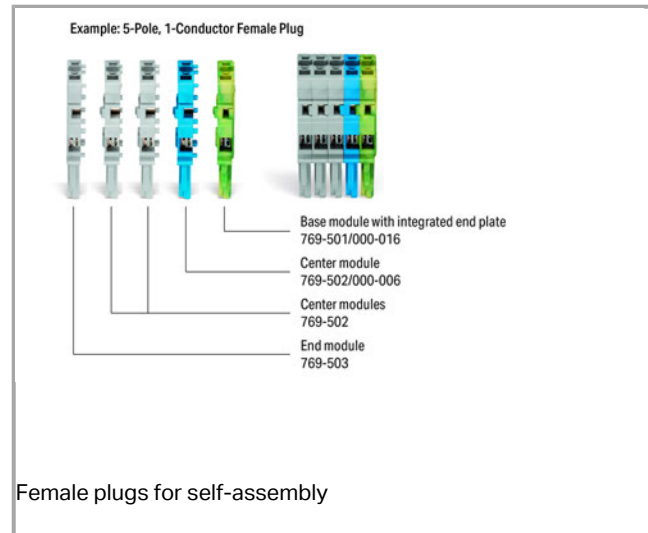 Example: 5-Pole, 1-Conductor Female Plug
Base module with integrated end plate
769-501/000-016
Center module
769-502/000-006
Center modules
769-502
End module
769-503
Female plugs for self-assembly